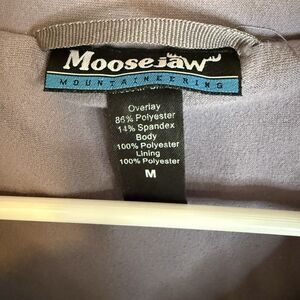 Moosejaw
MOUNTAINEERING
Overlay
86% Polyester
14% Spandex
Body
100% Polyester
Lining
100% Polyester
M